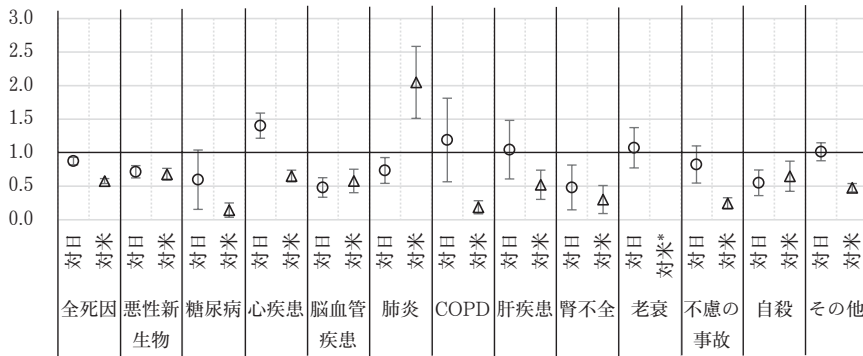 3.0
2.5
2.0
1.5
1.0
0.5
0.0
対日 対米 対日 対米 対日 対米 対日 対米 対日 対米 対日 対米 対日 対米 対日 対米 対日 対米 対日 対米* 対日 対米 対日 対米 対日 対米
全死因 悪性新 糖尿病 心疾患 脳血管 肺炎 COPD 肝疾患 腎不全 老衰 不慮の 自殺 その他
生物 疾患 事故